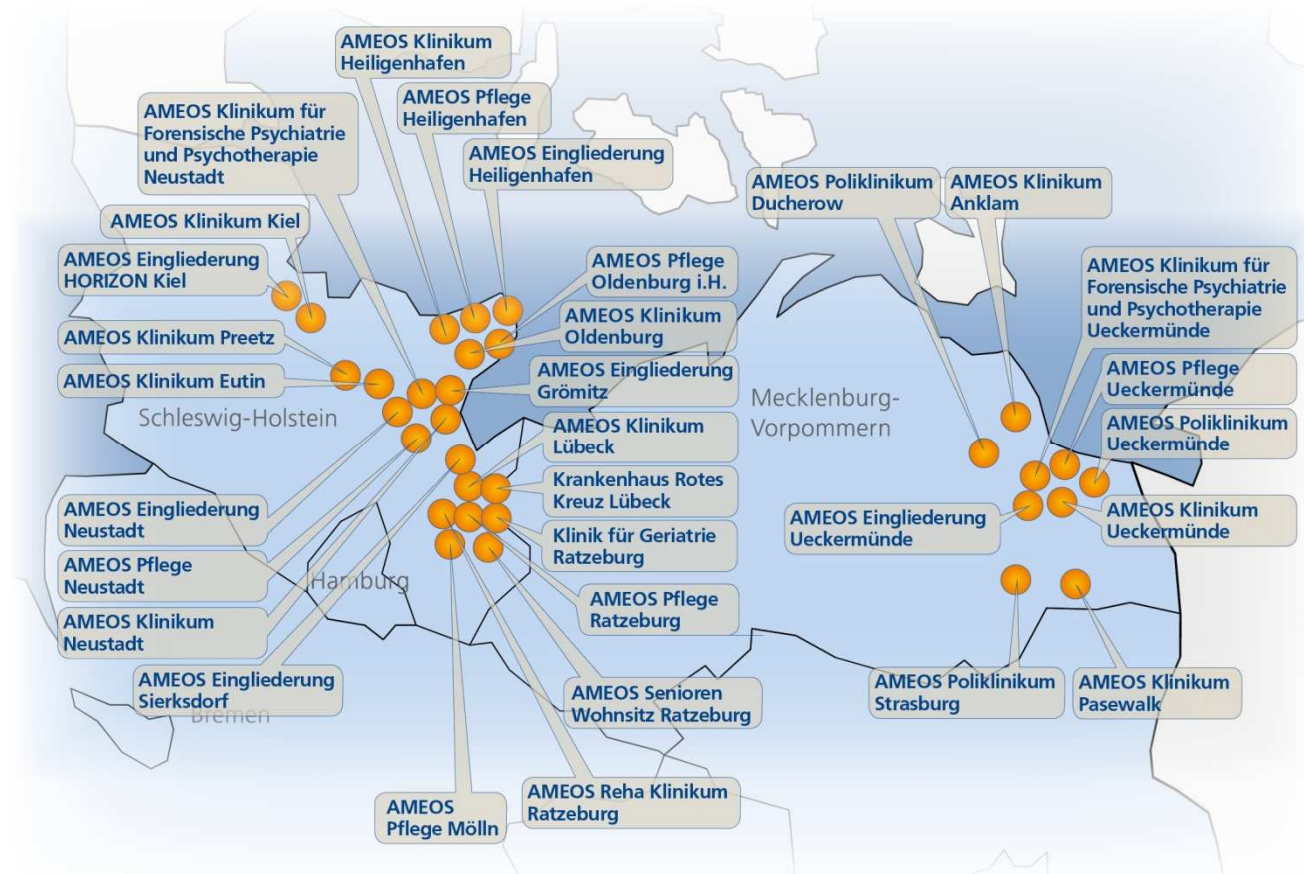 AMEOS Klinikum
Heiligenhafen
AMEOS Klinikum für
Forensische Psychiatrie
und Psychotherapie
Neustadt
AMEOS Pflege
Heiligenhafen
AMEOS Eingliederung
Heiligenhafen
AMEOS Poliklinikum
Ducherow
AMEOS Klinikum
Anklam
AMEOS Klinikum Kiel
AMEOS Eingliederung
HORIZON Kiel
AMEOS Pflege
Oldenburg i.H.
AMEOS Klinikum für
Forensische Psychiatrie
und Psychotherapie
Ueckermünde
AMEOS Klinikum Preetz
AMEOS Klinikum
Oldenburg
AMEOS Klinikum Eutin
AMEOS Eingliederung
Grömitz
AMEOS Pflege
Ueckermünde
Schleswig-Holstein
Mecklenburg-
Vorpommern
AMEOS Klinikum
Lübeck
AMEOS Poliklinikum
Ueckermünde
Krankenhaus Rotes
Kreuz Lübeck
AMEOS Eingliederung
Neustadt
Klinik für Geriatrie
Ratzeburg
AMEOS Eingliederung
Ueckermünde
AMEOS Klinikum
Ueckermünde
AMEOS Pflege
Neustadt
Hamburg
AMEOS Pflege
Ratzeburg
AMEOS Klinikum
Neustadt
AMEOS Eingliederung
Sierksdorf
Bremen
AMEOS Senioren
Wohnsitz Ratzeburg
AMEOS Poliklinikum
Strasburg
AMEOS Klinikum
Pasewalk
AMEOS
Pflege Mölln
AMEOS Reha Klinikum
Ratzeburg